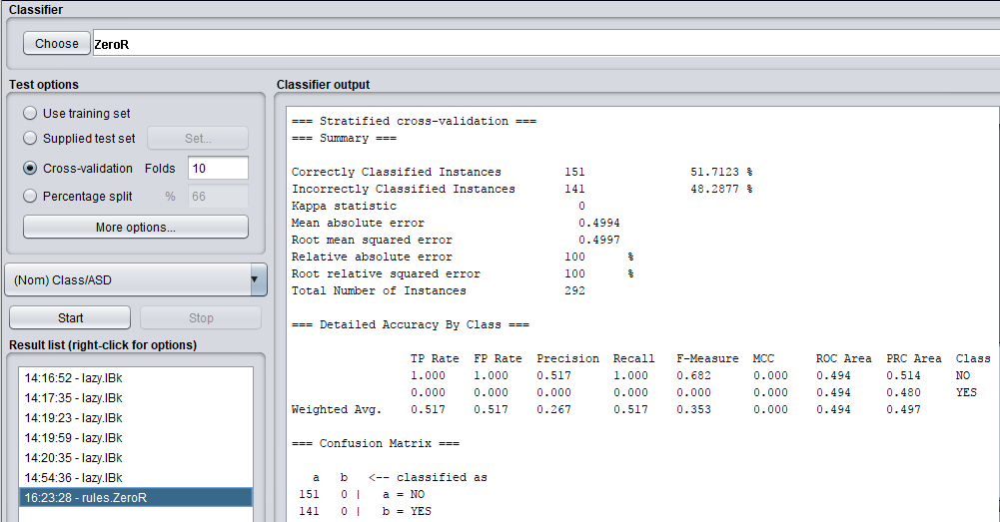 Classifier
Choose ZeroR
Test options
Use training set
Supplied test set Set...
Cross-validation Folds 10
Percentage split % 66
More options...
(Nom) Class/ASD
Start Stop
Result list (right-click for options)
14:16:52 - lazy.IBk
14:17:35 - lazy.IBk
14:19:23 - lazy.IBk
14:19:59 - lazy.IBk
14:20:35 - lazy.IBk
14:54:36 - lazy.IBk
16:23:28 - rules.ZeroR
Classifier output
=== Stratified cross-validation ===
=== Summary ===
Correctly Classified Instances 151 51.7123 %
Incorrectly Classified Instances 141 48.2877 %
Kappa statistic 0
Mean absolute error 0.4994
Root mean squared error 0.4997
Relative absolute error 100 %
Root relative squared error 100 %
Total Number of Instances 292
=== Detailed Accuracy By Class ===
TP Rate FP Rate Precision Recall F-Measure MCC ROC Area PRC Area Class
1.000 1.000 0.517 1.000 0.682 0.000 0.494 0.514 NO
0.000 0.000 0.000 0.000 0.000 0.000 0.494 0.480 YES
Weighted Avg. 0.517 0.517 0.267 0.517 0.353 0.000 0.494 0.497
=== Confusion Matrix ===
a b <-- classified as
151 0 | a = NO
141 0 | b = YES